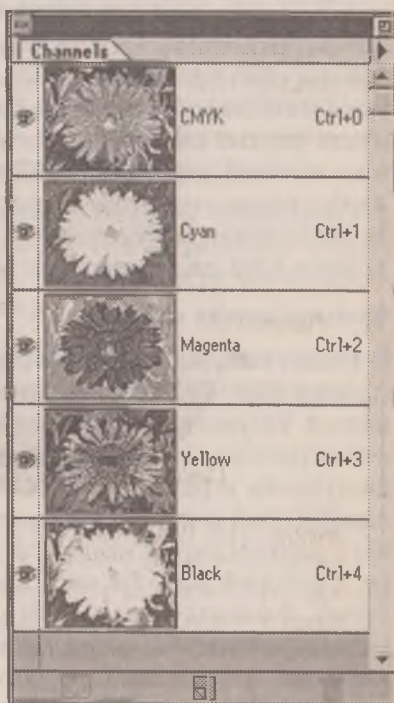 Channels
CMYK Ctrl+0
Cyan Ctrl+1
Magenta Ctrl+2
Yellow Ctrl+3
Black Ctrl+4